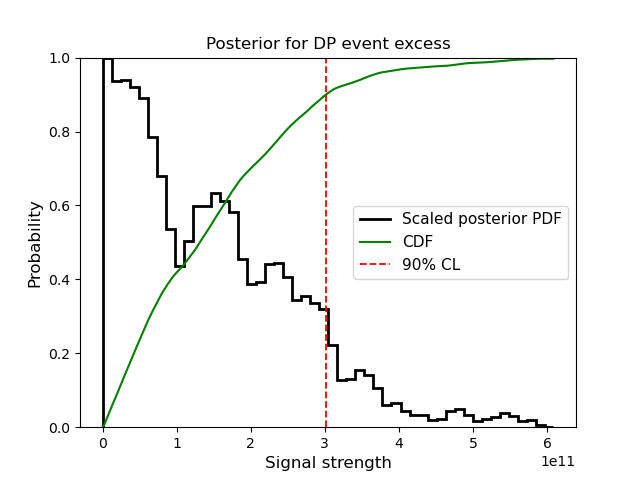 Posterior for DP event excess
Probability
1.0
0.8
0.6
0.4
0.2
0.0
Scaled posterior PDF
CDF
90% CL
0 1 2 3 4 5 6
1e11
Signal strength